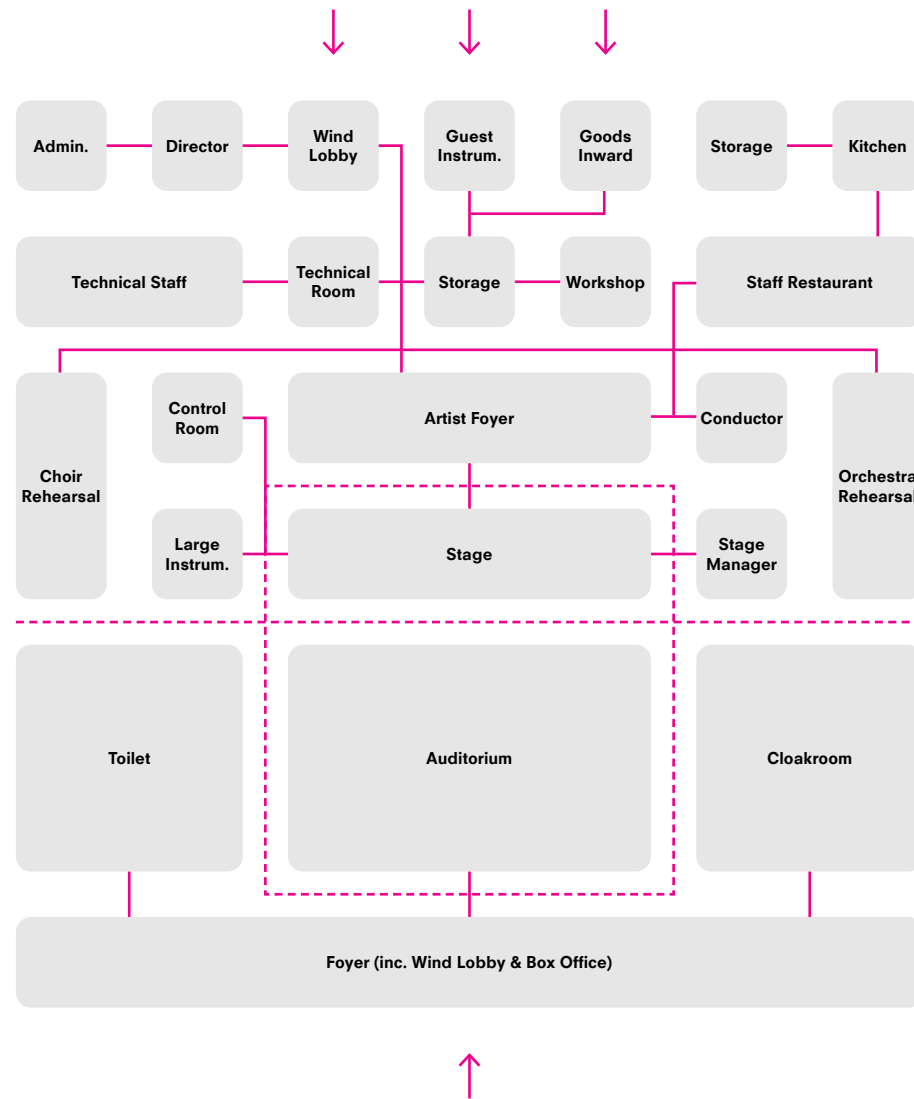 Admin.
Director
Wind
Lobby
Guest
Instrum.
Goods
Inward
Storage
Kitchen
Technical Staff
Technical
Room
Storage
Workshop
Staff Restaurant
Choir
Rehearsal
Control
Room
Artist Foyer
Conductor
Orchestra
Rehearsal
Large
Instrum.
Stage
Stage
Manager
Toilet
Auditorium
Cloakroom
Foyer (inc. Wind Lobby & Box Office)